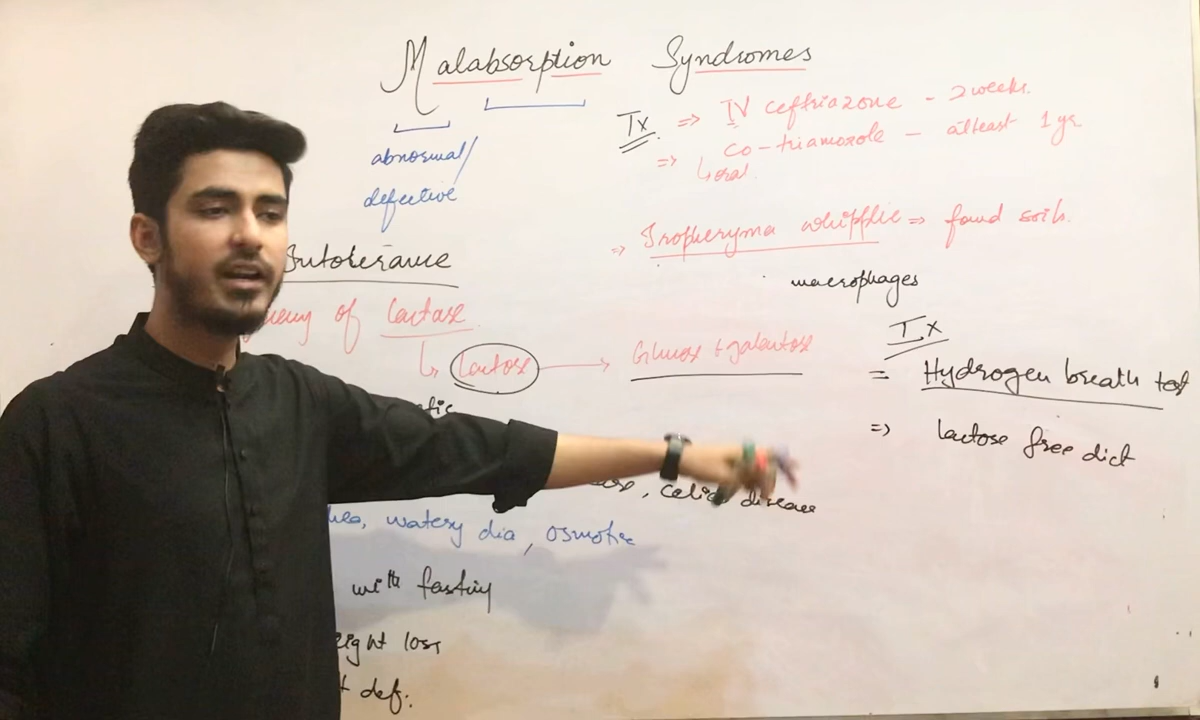 Malabsorption Syndromes
abnormal/
defective
Tx. => IV ceftriazone - 2 weeks.
=> co-triamoxole - atleast 1 yr
↳ oral.
=> Tropheryma whipplie => found soils.
macrophages
Intolerance
of lactase
↳ lactose → Glucose + galactose
Tx
= Hydrogen breath test
=> lactose free diet
, celiac disease
watery dia, osmotic
with fasting
eight loss
def.